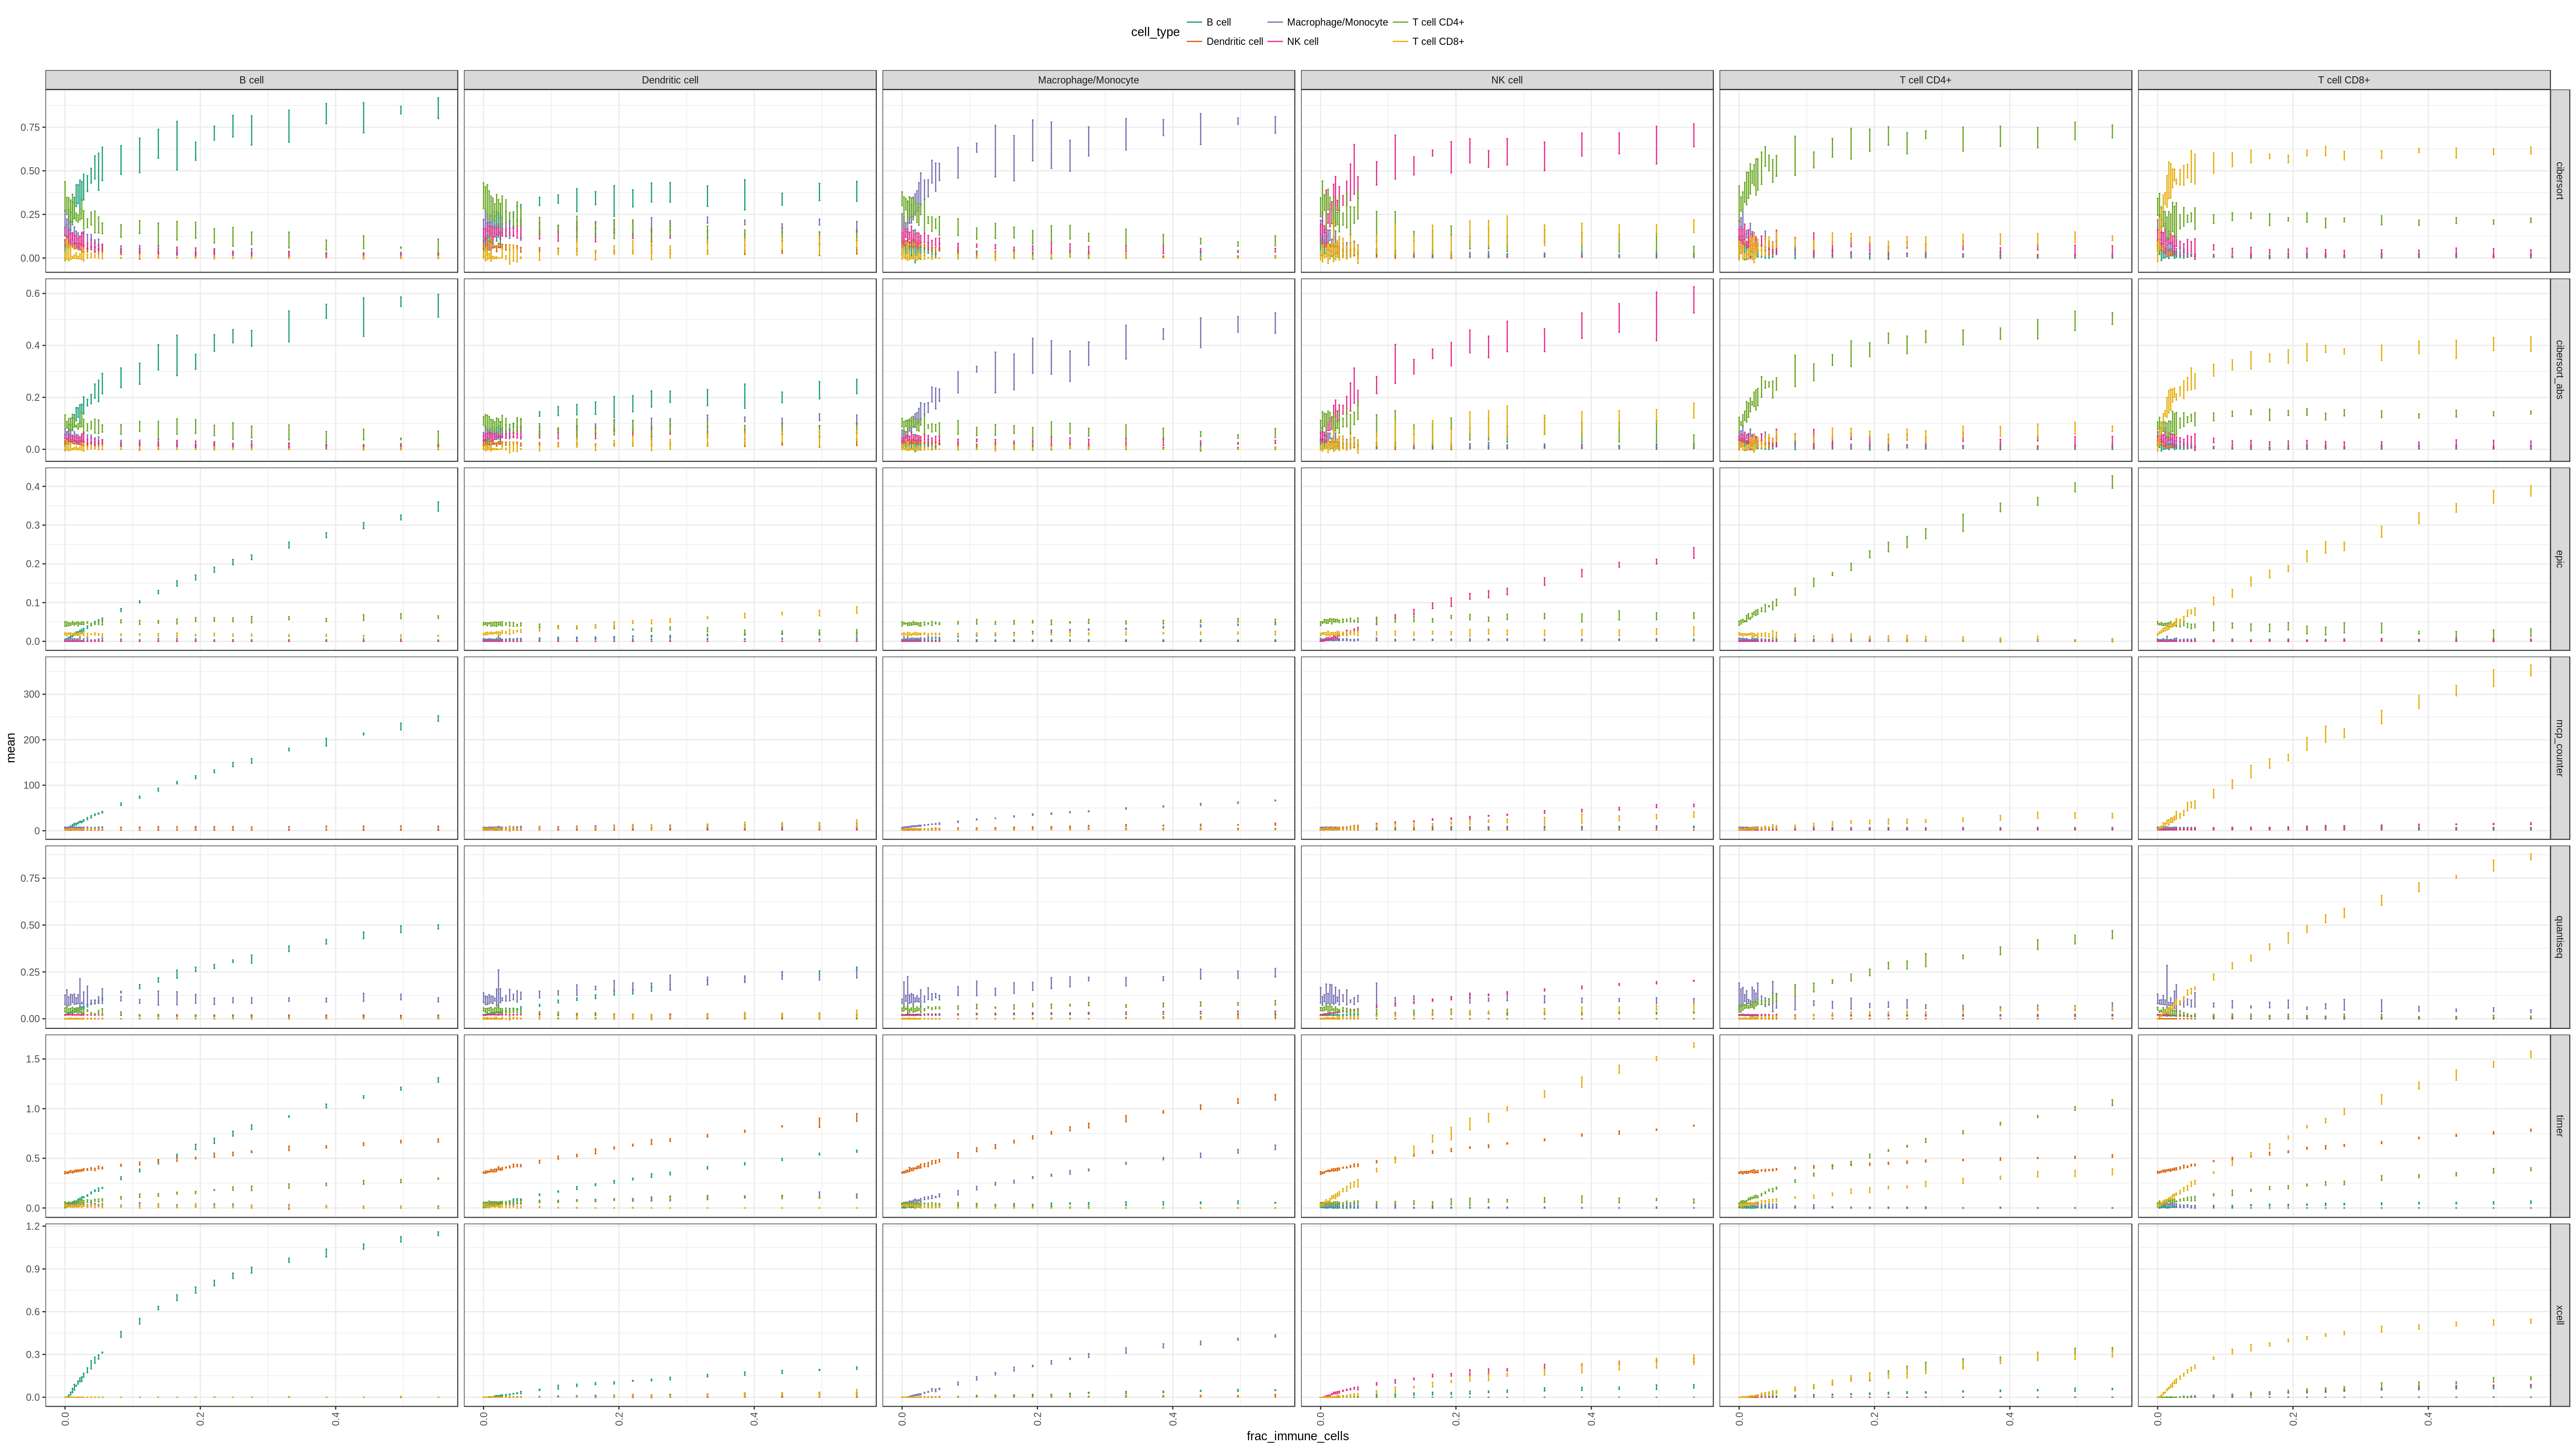 cell_type
B cell
Macrophage/Monocyte
T cell CD4+
Dendritic cell
NK cell
T cell CD8+
B cell
Dendritic cell
Macrophage/Monocyte
NK cell
T cell CD4+
T cell CD8+
0.75
0.50
0.25
0.00
cibersort
0.6
0.4
0.2
0.0
cibersort_abs
0.4
0.3
0.2
0.1
0.0
epic
300
200
100
0
mcp_counter
mean
0.75
0.50
0.25
0.00
quantiseq
1.5
1.0
0.5
0.0
timer
1.2
0.9
0.6
0.3
0.0
xcell
0.0
0.2
0.4
0.0
0.2
0.4
0.0
0.2
0.4
0.0
0.2
0.4
0.0
0.2
0.4
0.0
0.2
0.4
frac_immune_cells